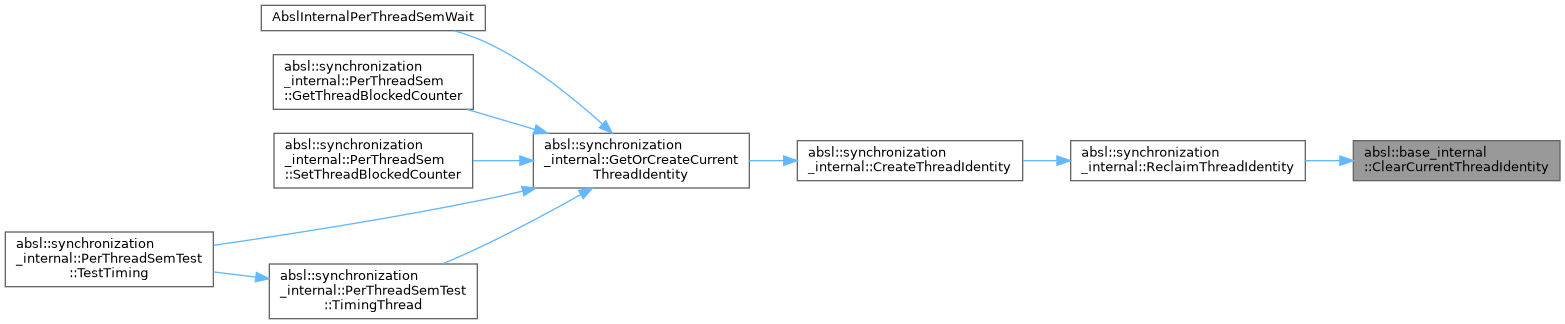 AbslInternalPerThreadSemWait
absl::synchronization
_internal::PerThreadSem
::GetThreadBlockedCounter
absl::synchronization
_internal::PerThreadSem
::SetThreadBlockedCounter
absl::synchronization
_internal::PerThreadSemTest
::TestTiming
absl::synchronization
_internal::PerThreadSemTest
::TimingThread
absl::synchronization
_internal::GetOrCreateCurrent
ThreadIdentity
absl::synchronization
_internal::CreateThreadIdentity
absl::synchronization
_internal::ReclaimThreadIdentity
absl::base_internal
::ClearCurrentThreadIdentity